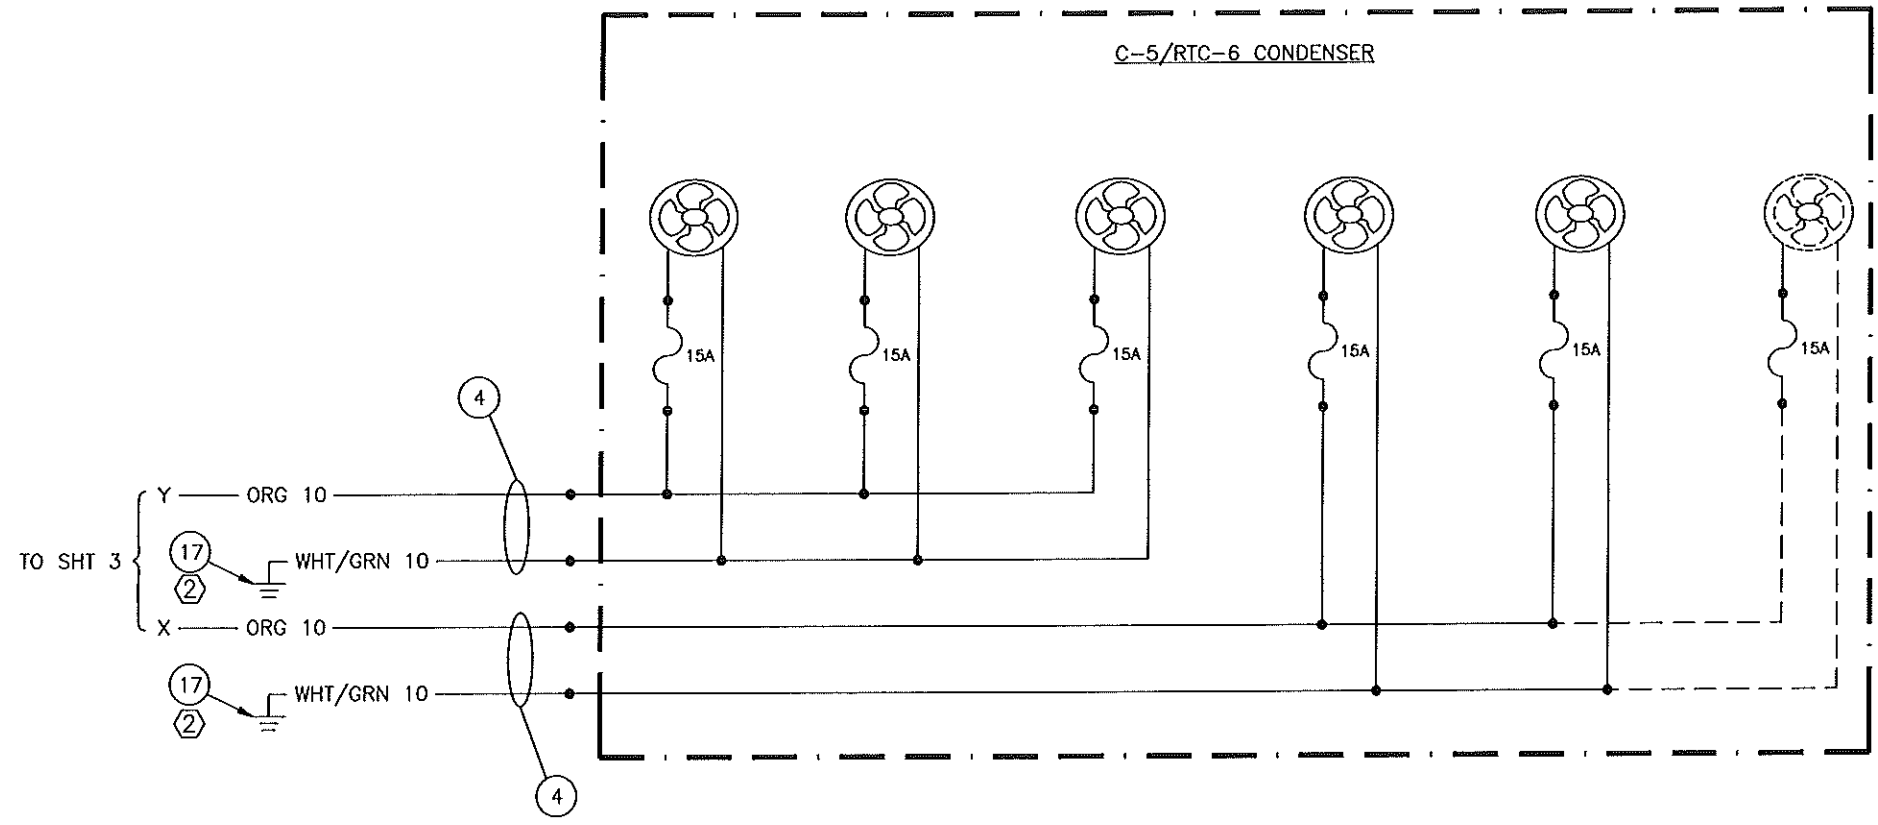 C-5/RTC-6 CONDENSER
15A 15A 15A 15A 15A 15A
4
Y ORG 10
TO SHT 3
17 WHT/GRN 10
2
X ORG 10
17 WHT/GRN 10
2
4